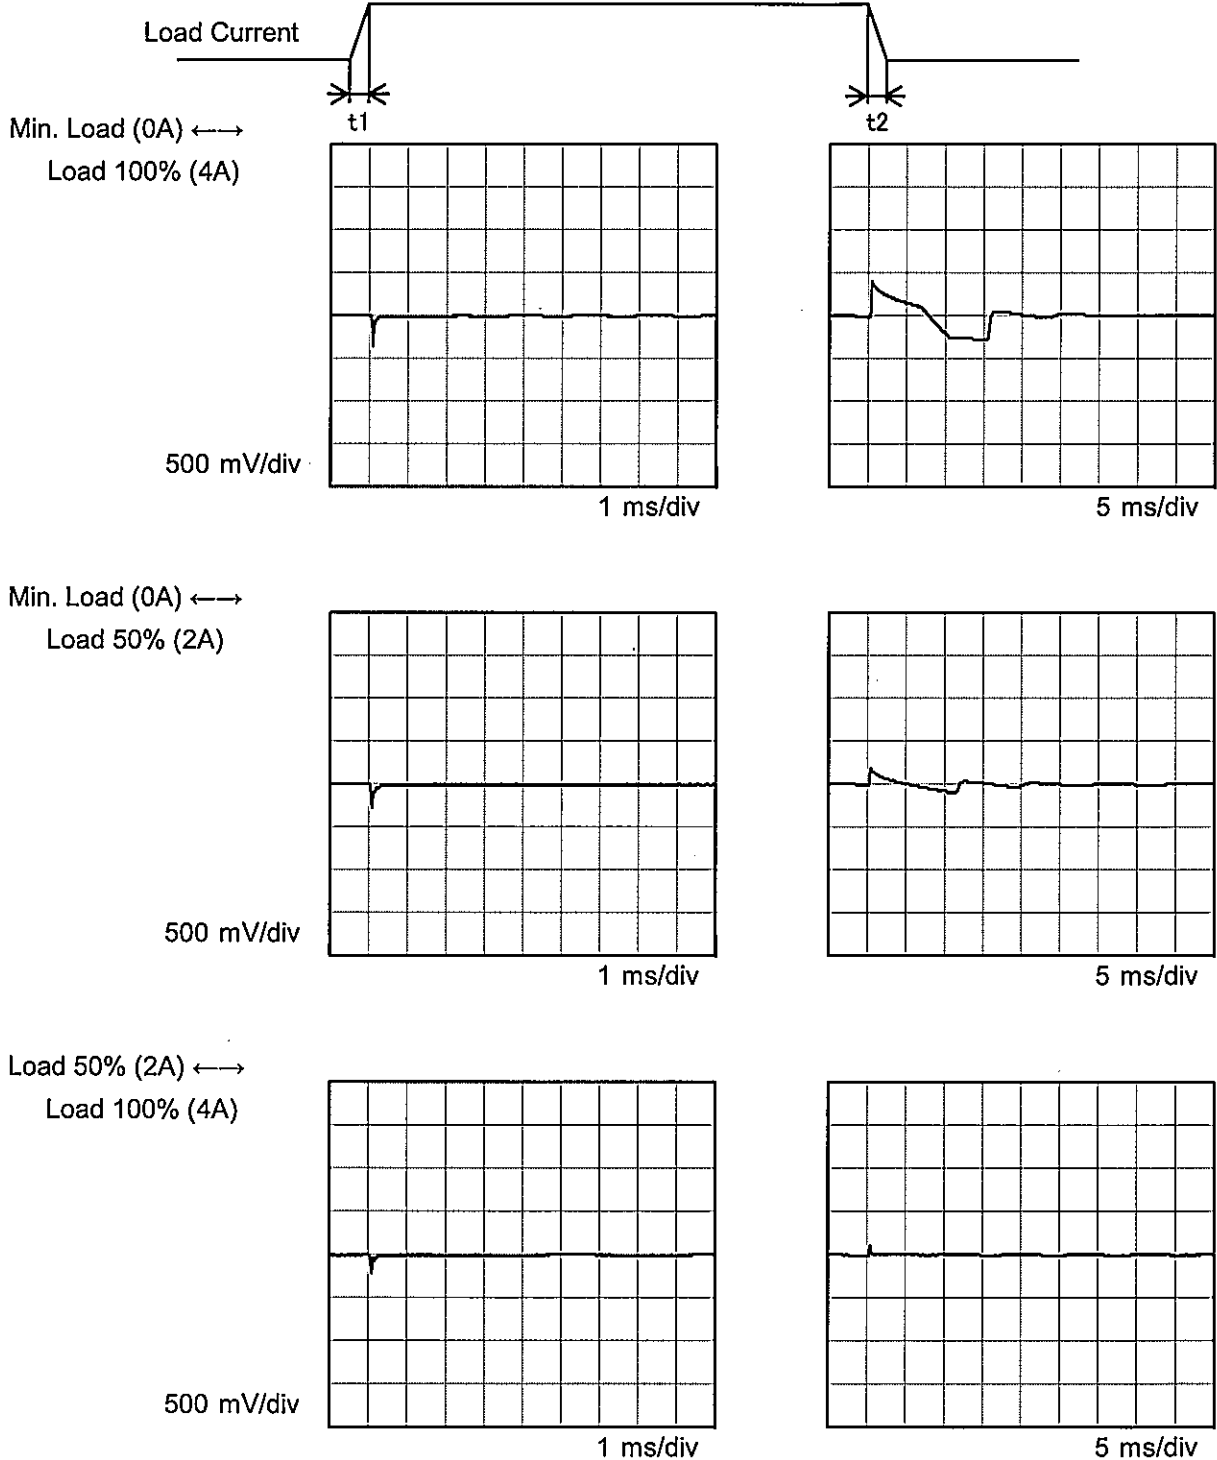 Load Current
t1
t2
Min. Load (0A) ←→
Load 100% (4A)
500 mV/div
1 ms/div
5 ms/div
Min. Load (0A) ←→
Load 50% (2A)
500 mV/div
1 ms/div
5 ms/div
Load 50% (2A) ←→
Load 100% (4A)
500 mV/div
1 ms/div
5 ms/div